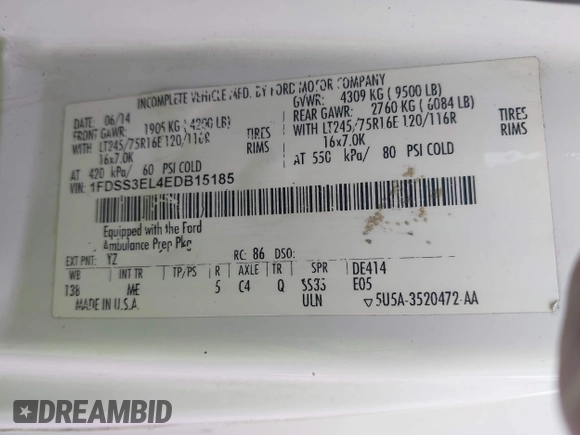 INCOMPLETE VEHICLE MFD. BY FORD MOTOR COMPANY
DATE: 06/14 GVWR: 4309 KG ( 9500 LB)
FRONT GAWR: 1905 KG ( 4200 LB) REAR GAWR: 2760 KG ( 6084 LB)
WITH LT245/75R16E 120/116R TIRES WITH LT245/75R16E 120/116R TIRES
16x7.0K RIMS 16x7.0K RIMS
AT 420 kPa/ 60 PSI COLD AT 550 kPa/ 80 PSI COLD
VIN: 1FDSS3EL4EDB15185
Equipped with the Ford
Ambulance Prep Pkg
EXT PNT: YZ RC: 86 DSO:
WB INT TR TP/PS R AXLE TR SPR DE414
138 ME 5 C4 Q SS33 E05
MADE IN U.S.A. ULN ▽5U5A-3520472-AA
DREAMBID